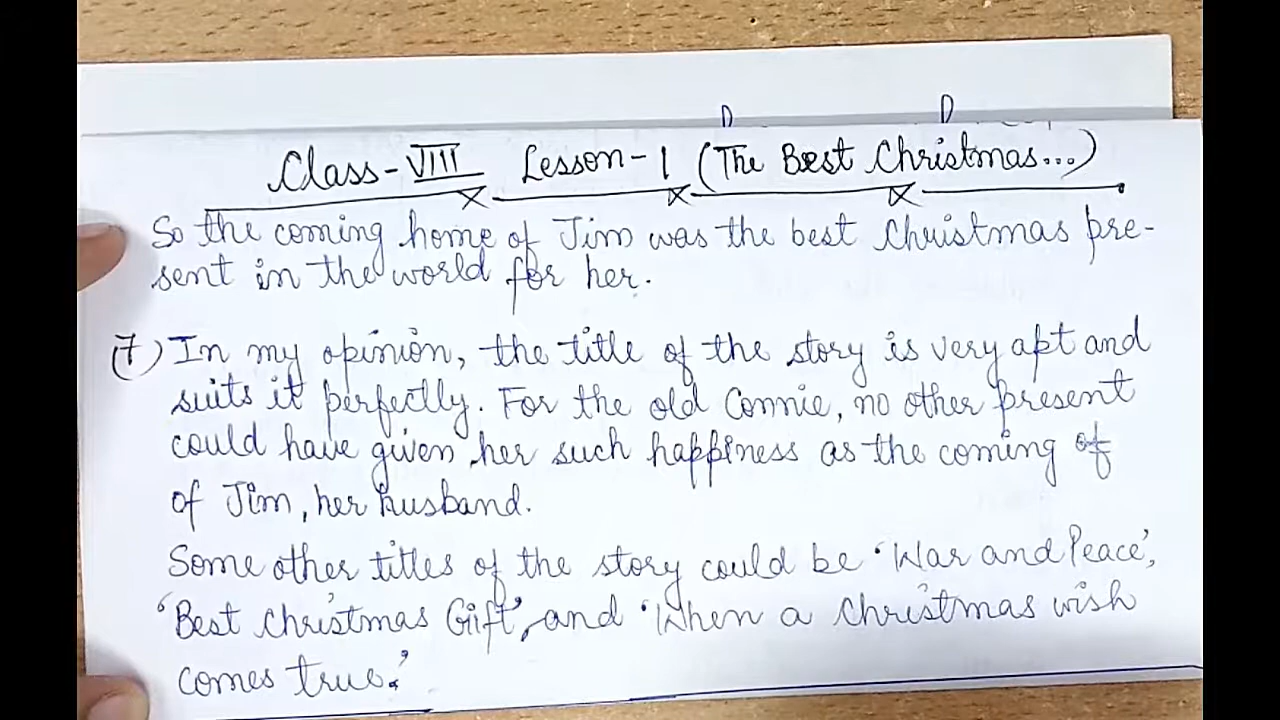 Class-VIII Lesson-1 (The Best Christmas...)
So the coming home of Jim was the best Christmas pre-
sent in the world for her.
(7) In my opinion, the title of the story is very apt and
suits it perfectly. For the old Connie, no other present
could have given her such happiness as the coming of
of Jim, her husband.
Some other titles of the story could be 'War and Peace',
'Best Christmas Gift', and 'When a Christmas wish
comes true.'